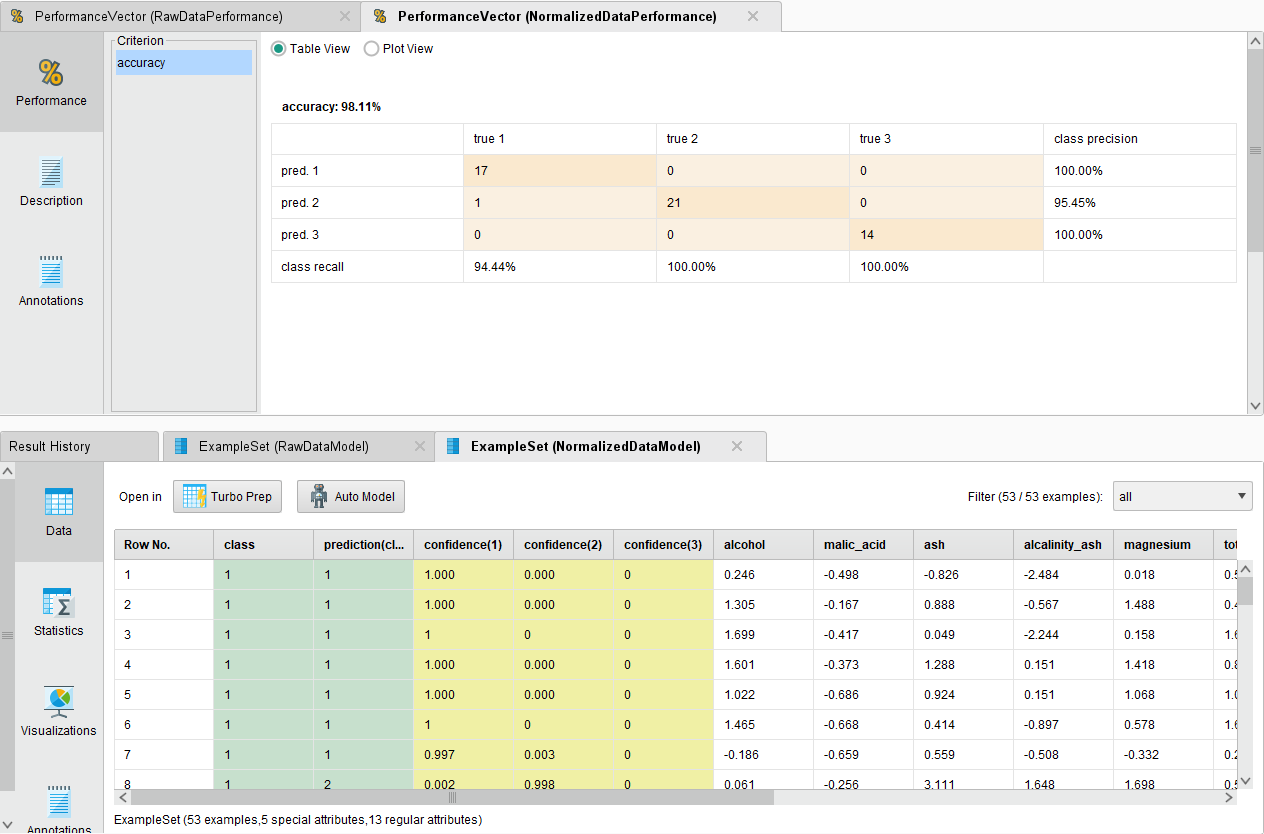 PerformanceVector (RawDataPerformance) PerformanceVector (NormalizedDataPerformance)
Criterion
accuracy
Table View Plot View
Performance
Description
Annotations
accuracy: 98.11%
true 1 true 2 true 3 class precision
pred. 1 17 0 0 100.00%
pred. 2 1 21 0 95.45%
pred. 3 0 0 14 100.00%
class recall 94.44% 100.00% 100.00%
Result History ExampleSet (RawDataModel) ExampleSet (NormalizedDataModel)
Data
Statistics
Visualizations
Annotations
Open in Turbo Prep Auto Model Filter (53 / 53 examples): all
Row No. class prediction(cl... confidence(1) confidence(2) confidence(3) alcohol malic_acid ash alcalinity_ash magnesium
1 1 1 1.000 0.000 0 0.246 -0.498 -0.826 -2.484 0.018
2 1 1 1.000 0.000 0 1.305 -0.167 0.888 -0.567 1.488
3 1 1 1 0 0 1.699 -0.417 0.049 -2.244 0.158
4 1 1 1.000 0.000 0 1.601 -0.373 1.288 0.151 1.418
5 1 1 1.000 0.000 0 1.022 -0.686 0.924 0.151 1.068
6 1 1 1 0 0 1.465 -0.668 0.414 -0.897 0.578
7 1 1 0.997 0.003 0 -0.186 -0.659 0.559 -0.508 -0.332
8 1 2 0.002 0.998 0 0.061 -0.256 3.111 1.648 1.698
ExampleSet (53 examples,5 special attributes,13 regular attributes)